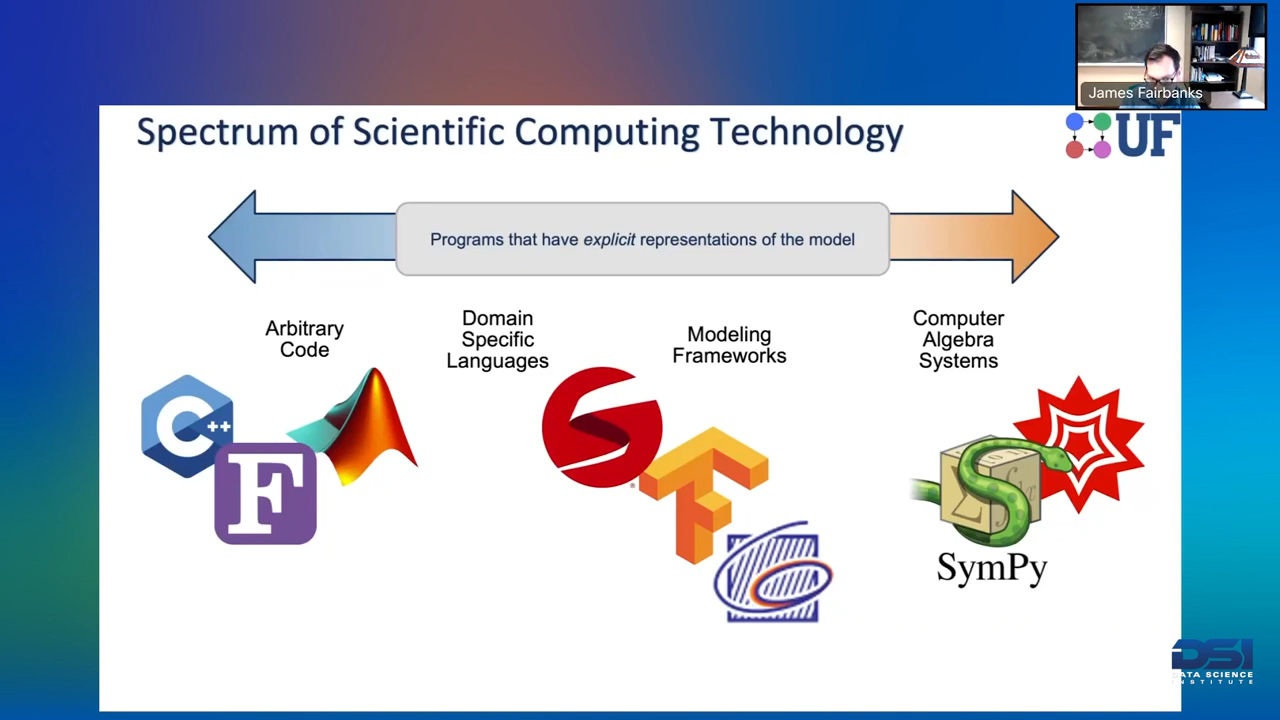 James Fairbanks
Spectrum of Scientific Computing Technology
UF
Programs that have explicit representations of the model
Arbitrary
Code
Domain
Specific
Languages
Modeling
Frameworks
Computer
Algebra
Systems
C++
F
S
SymPy
DSI
DATA SCIENCE
INSTITUTE